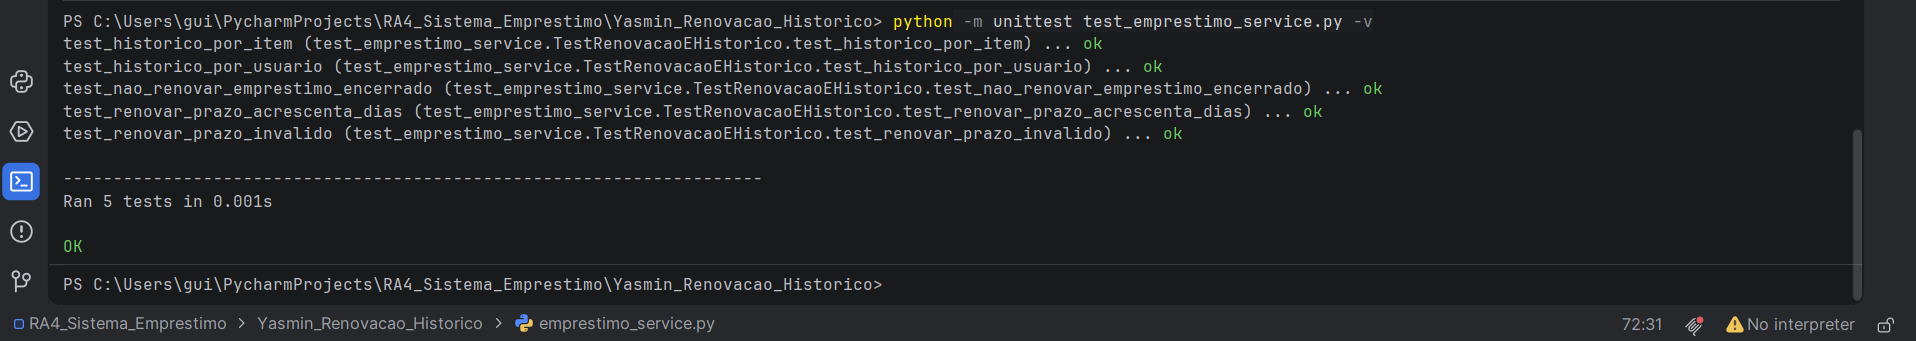 PS C:\Users\gui\PycharmProjects\RA4_Sistema_Emprestimo\Yasmin_Renovacao_Historico> python -m unittest test_emprestimo_service.py -v
test_historico_por_item (test_emprestimo_service.TestRenovacaoEHistorico.test_historico_por_item) ... ok
test_historico_por_usuario (test_emprestimo_service.TestRenovacaoEHistorico.test_historico_por_usuario) ... ok
test_nao_renovar_emprestimo_encerrado (test_emprestimo_service.TestRenovacaoEHistorico.test_nao_renovar_emprestimo_encerrado) ... ok
test_renovar_prazo_acrescenta_dias (test_emprestimo_service.TestRenovacaoEHistorico.test_renovar_prazo_acrescenta_dias) ... ok
test_renovar_prazo_invalido (test_emprestimo_service.TestRenovacaoEHistorico.test_renovar_prazo_invalido) ... ok
----------------------------------------------------------------------
Ran 5 tests in 0.001s
OK
PS C:\Users\gui\PycharmProjects\RA4_Sistema_Emprestimo\Yasmin_Renovacao_Historico>
RA4_Sistema_Emprestimo > Yasmin_Renovacao_Historico > emprestimo_service.py 72:31 No interpreter